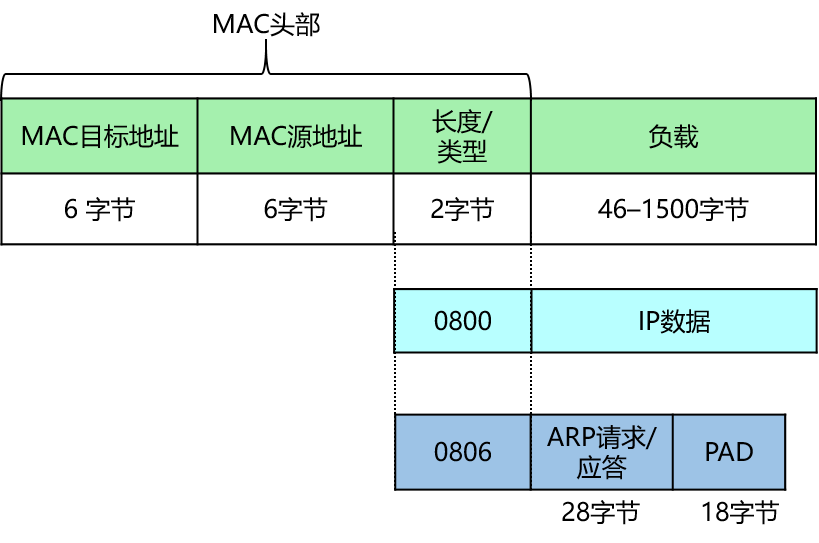 MAC头部
MAC目标地址
MAC源地址
长度/
类型
负载
6 字节
6字节
2字节
46–1500字节
0800
IP数据
0806
ARP请求/
应答
PAD
28字节
18字节